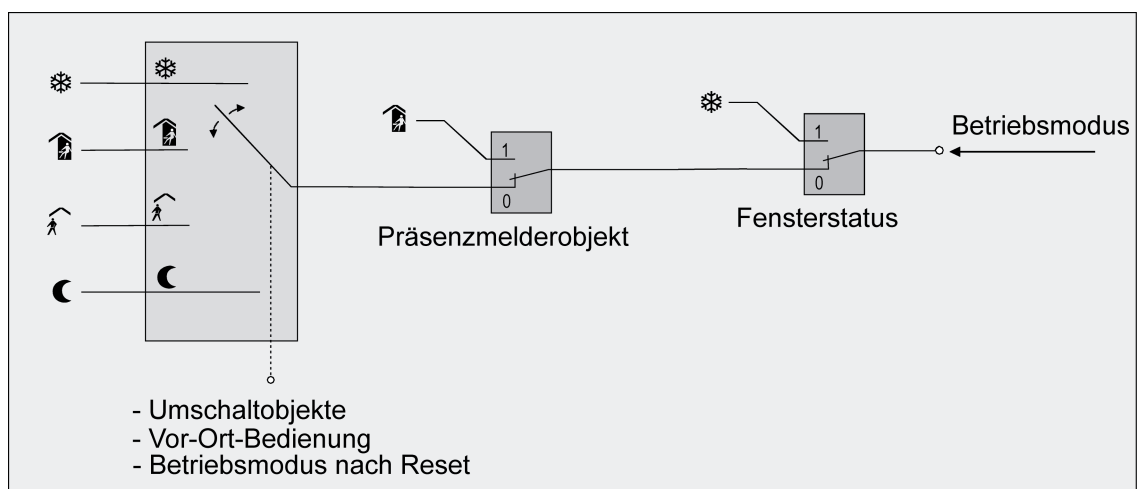 Betriebsmodus
1
0
Präsenzmelderobjekt
1
0
Fensterstatus
- Umschaltobjekte
- Vor-Ort-Bedienung
- Betriebsmodus nach Reset